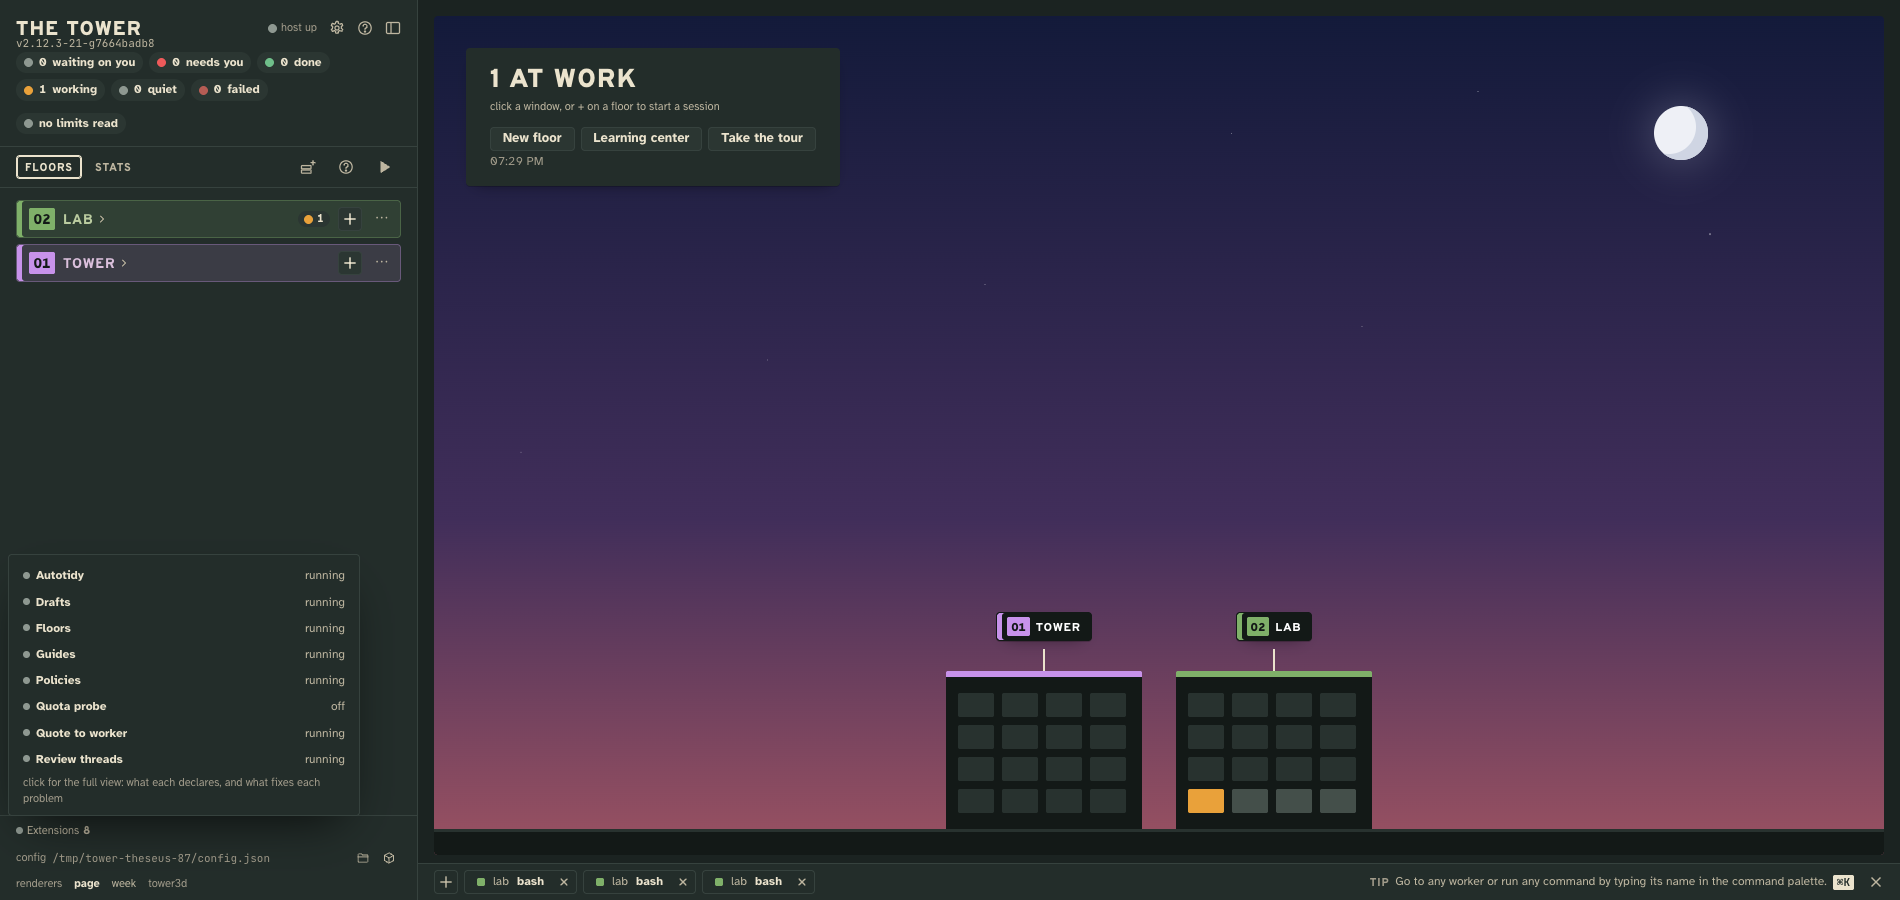 THE TOWER
host up
v2.12.3-21-g7664badb8
0 waiting on you
0 needs you
0 done
1 working
0 quiet
0 failed
no limits read
FLOORS
STATS
02 LAB >
1
+
...
01 TOWER >
+
...
Autotidy running
Drafts running
Floors running
Guides running
Policies running
Quota probe off
Quote to worker running
Review threads running
click for the full view: what each declares, and what fixes each
problem
Extensions 8
config /tmp/tower-theseus-87/config.json
renderers page week tower3d
1 AT WORK
click a window, or + on a floor to start a session
New floor
Learning center
Take the tour
07:29 PM
01 TOWER
02 LAB
lab bash
lab bash
lab bash
TIP Go to any worker or run any command by typing its name in the command palette. ⌘K